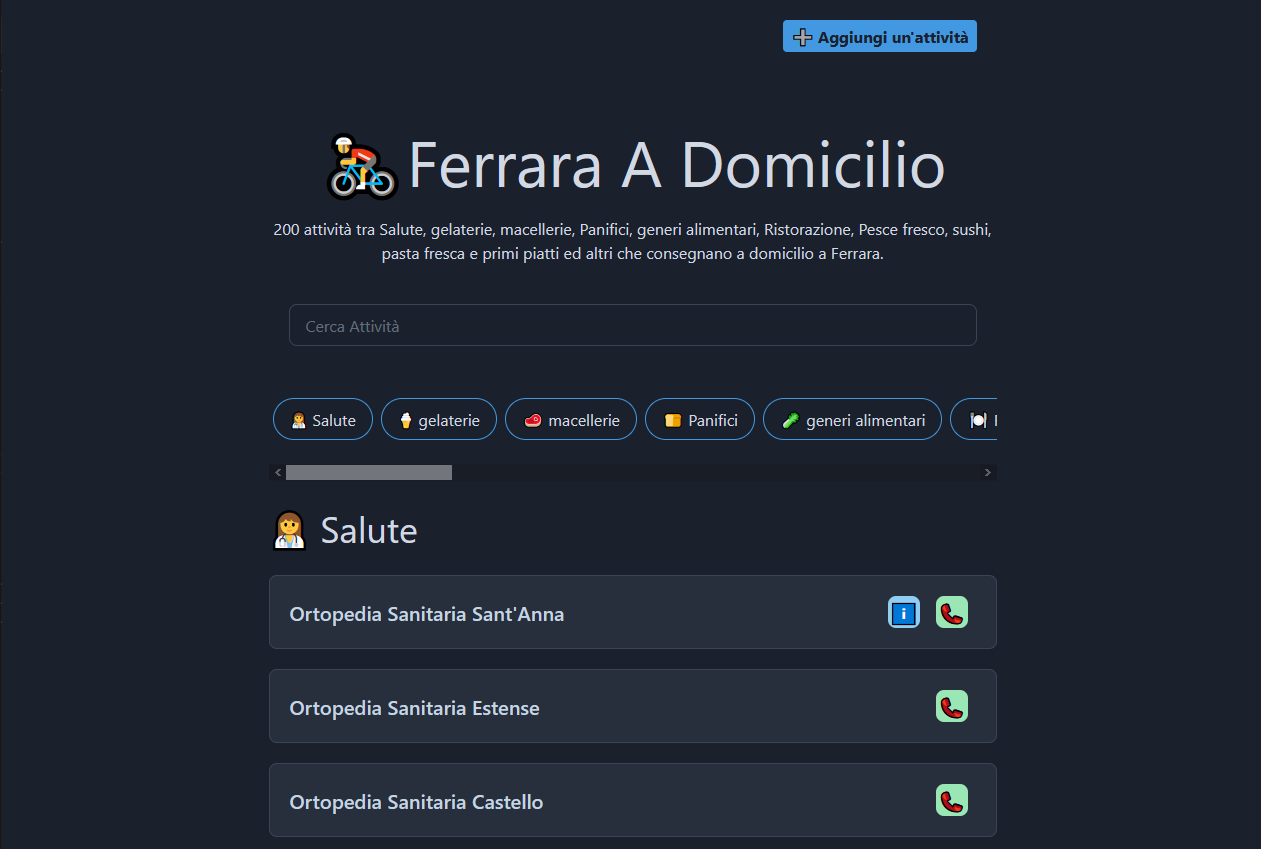 Aggiungi un'attività
Ferrara A Domicilio
200 attività tra Salute, gelaterie, macellerie, Panifici, generi alimentari, Ristorazione, Pesce fresco, sushi,
pasta fresca e primi piatti ed altri che consegnano a domicilio a Ferrara.
Cerca Attività
Salute gelaterie macellerie Panifici generi alimentari
Salute
Ortopedia Sanitaria Sant'Anna
Ortopedia Sanitaria Estense
Ortopedia Sanitaria Castello